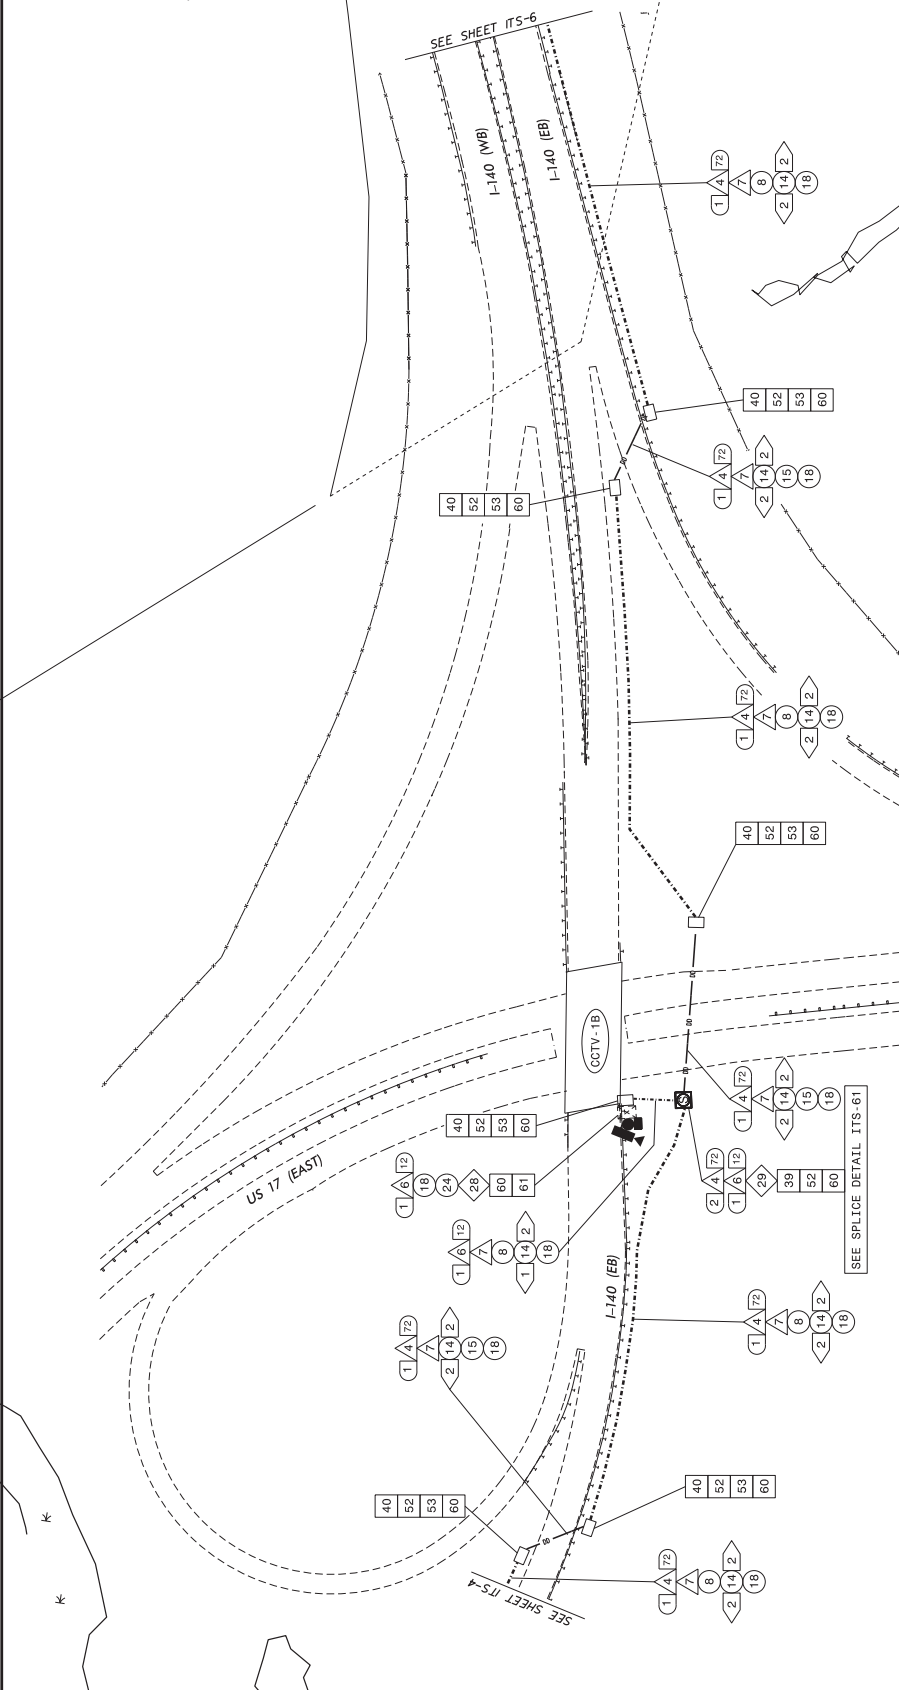 SEE SHEET ITS-6
I-140 (WB)
I-140 (EB)
1 4 72
7
8
2 14 2
18
40 52 53 60
1 4 72
7
2 14 2
15
18
40 52 53 60
1 4 72
7
8
2 14 2
18
40 52 53 60
CCTV-1B
1 4 72
7
2 14 2
15
18
40 52 53 60
S
US 17 (EAST)
1 6 12
18
24
28
60 61
2 4 72
1 6 12
29
39 52 60
SEE SPLICE DETAIL ITS-61
1 6 12
7
8
1 14 2
18
I-140 (EB)
1 4 72
7
8
2 14 2
18
1 4 72
7
2 14 2
15
18
40 52 53 60
40 52 53 60
1 4 72
7
8
2 14 2
18
SEE SHEET ITS-4